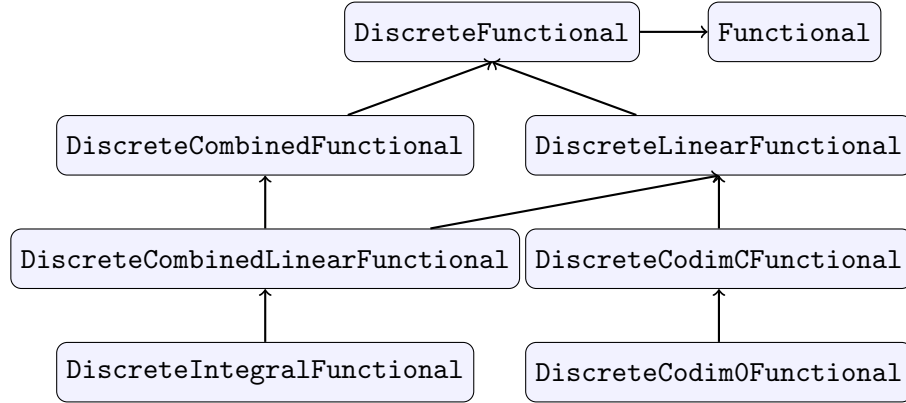 DiscreteFunctional
Functional
DiscreteCombinedFunctional
DiscreteLinearFunctional
DiscreteCombinedLinearFunctional
DiscreteCodimCFunctional
DiscreteIntegralFunctional
DiscreteCodim0Functional